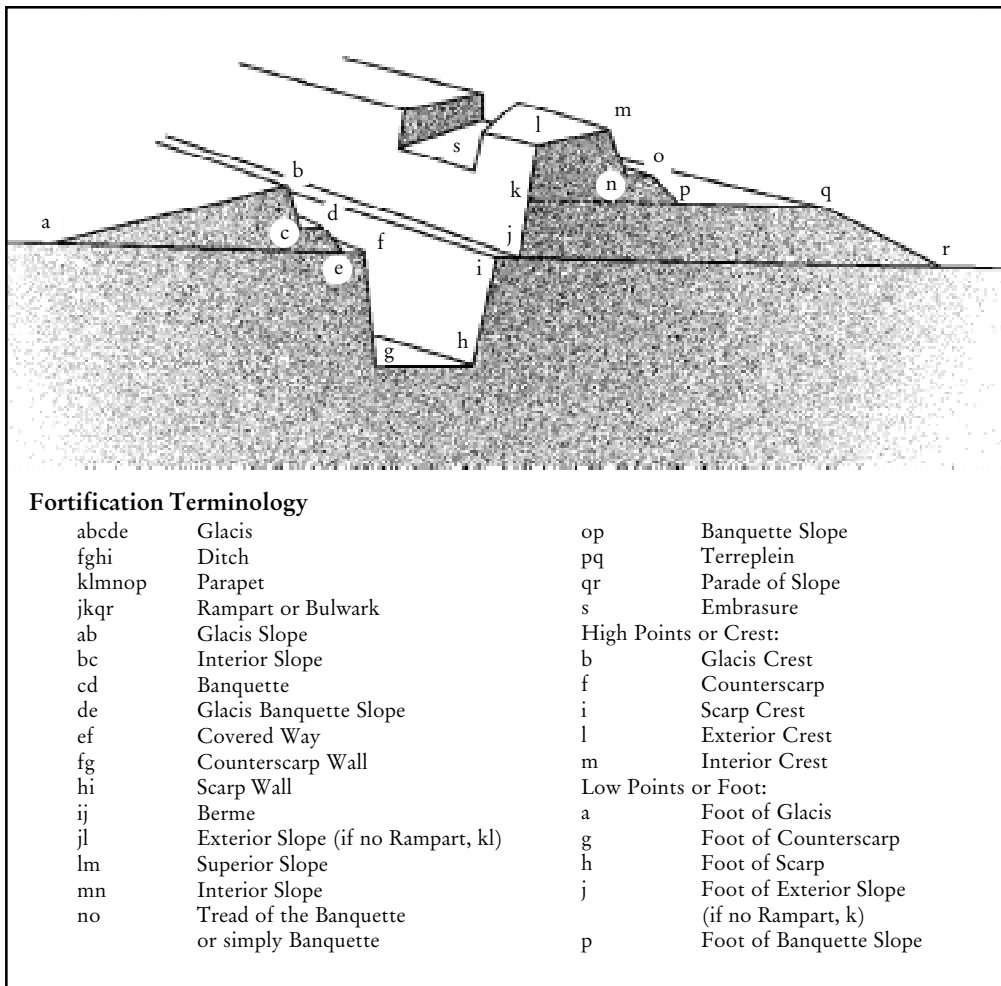 m
l
s
o
b
n
p
q
k
a
d
c
j
f
r
e
i
h
g
Fortification Terminology
abcde Glacis
fghi Ditch
klmnop Parapet
jkqr Rampart or Bulwark
ab Glacis Slope
bc Interior Slope
cd Banquette
de Glacis Banquette Slope
ef Covered Way
fg Counterscarp Wall
hi Scarp Wall
ij Berme
jl Exterior Slope (if no Rampart, kl)
lm Superior Slope
mn Interior Slope
no Tread of the Banquette
or simply Banquette
op Banquette Slope
pq Terreplein
qr Parade of Slope
s Embrasure
High Points or Crest:
b Glacis Crest
f Counterscarp
i Scarp Crest
l Exterior Crest
m Interior Crest
Low Points or Foot:
a Foot of Glacis
g Foot of Counterscarp
h Foot of Scarp
j Foot of Exterior Slope
(if no Rampart, k)
p Foot of Banquette Slope